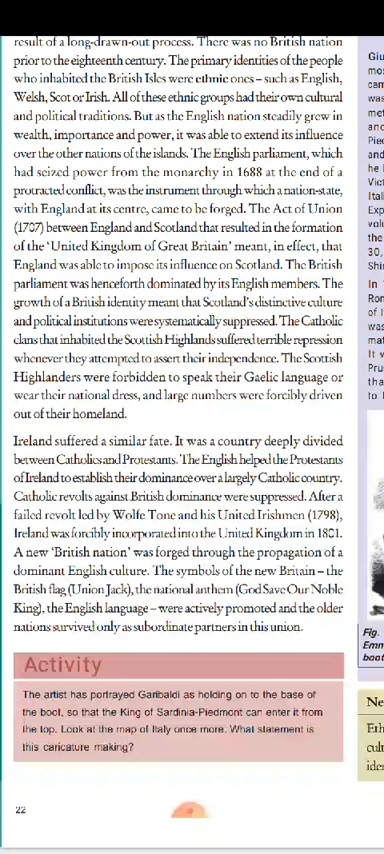 result of a long-drawn-out process. There was no British nation
prior to the eighteenth century. The primary identities of the people
who inhabited the British Isles were ethnic ones – such as English,
Welsh, Scot or Irish. All of these ethnic groups had their own cultural
and political traditions. But as the English nation steadily grew in
wealth, importance and power, it was able to extend its influence
over the other nations of the islands. The English parliament, which
had seized power from the monarchy in 1688 at the end of a
protracted conflict, was the instrument through which a nation-state,
with England at its centre, came to be forged. The Act of Union
(1707) between England and Scotland that resulted in the formation
of the ‘United Kingdom of Great Britain’ meant, in effect, that
England was able to impose its influence on Scotland. The British
parliament was henceforth dominated by its English members. The
growth of a British identity meant that Scotland’s distinctive culture
and political institutions were systematically suppressed. The Catholic
clans that inhabited the Scottish Highlands suffered terrible repression
whenever they attempted to assert their independence. The Scottish
Highlanders were forbidden to speak their Gaelic language or
wear their national dress, and large numbers were forcibly driven
out of their homeland.
Ireland suffered a similar fate. It was a country deeply divided
between Catholics and Protestants. The English helped the Protestants
of Ireland to establish their dominance over a largely Catholic country.
Catholic revolts against British dominance were suppressed. After a
failed revolt led by Wolfe Tone and his United Irishmen (1798),
Ireland was forcibly incorporated into the United Kingdom in 1801.
A new ‘British nation’ was forged through the propagation of a
dominant English culture. The symbols of the new Britain – the
British flag (Union Jack), the national anthem (God Save Our Noble
King), the English language – were actively promoted and the older
nations survived only as subordinate partners in this union.
Activity
The artist has portrayed Garibaldi as holding on to the base of
the boot, so that the King of Sardinia-Piedmont can enter it from
the top. Look at the map of Italy once more. What statement is
this caricature making?
22
Fig.